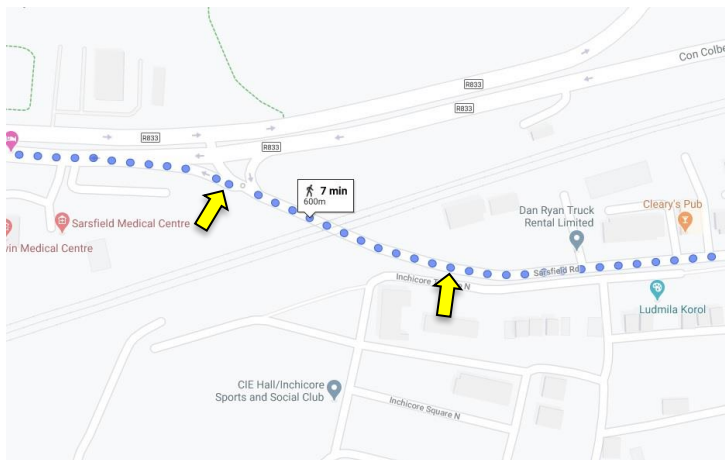 Con Colbe
R833
R833
R833
R833
7 min
600m
Dan Ryan Truck
Rental Limited
Cleary's Pub
Sarsfield Medical Centre
vin Medical Centre
Sarsfield Rd
Inchicore
N
Ludmila Korol
CIE Hall/Inchicore
Sports and Social Club
Inchicore Square N